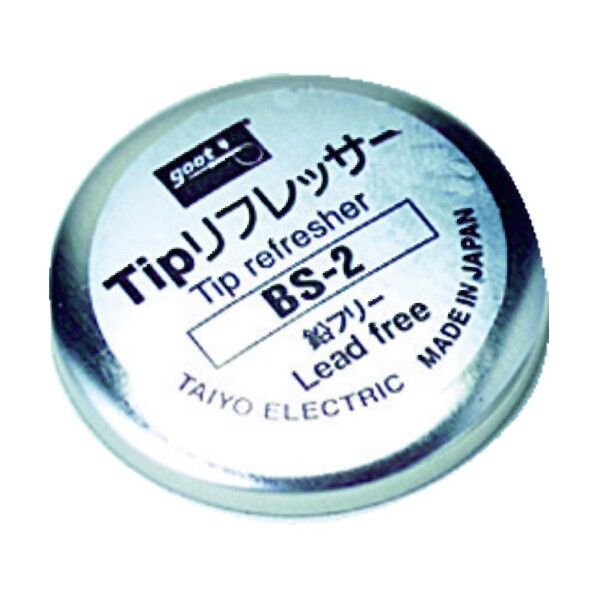 goot
Tipリフレッサー
Tip refresher
BS-2
鉛フリー
Lead free
TAIYO ELECTRIC MADE IN JAPAN